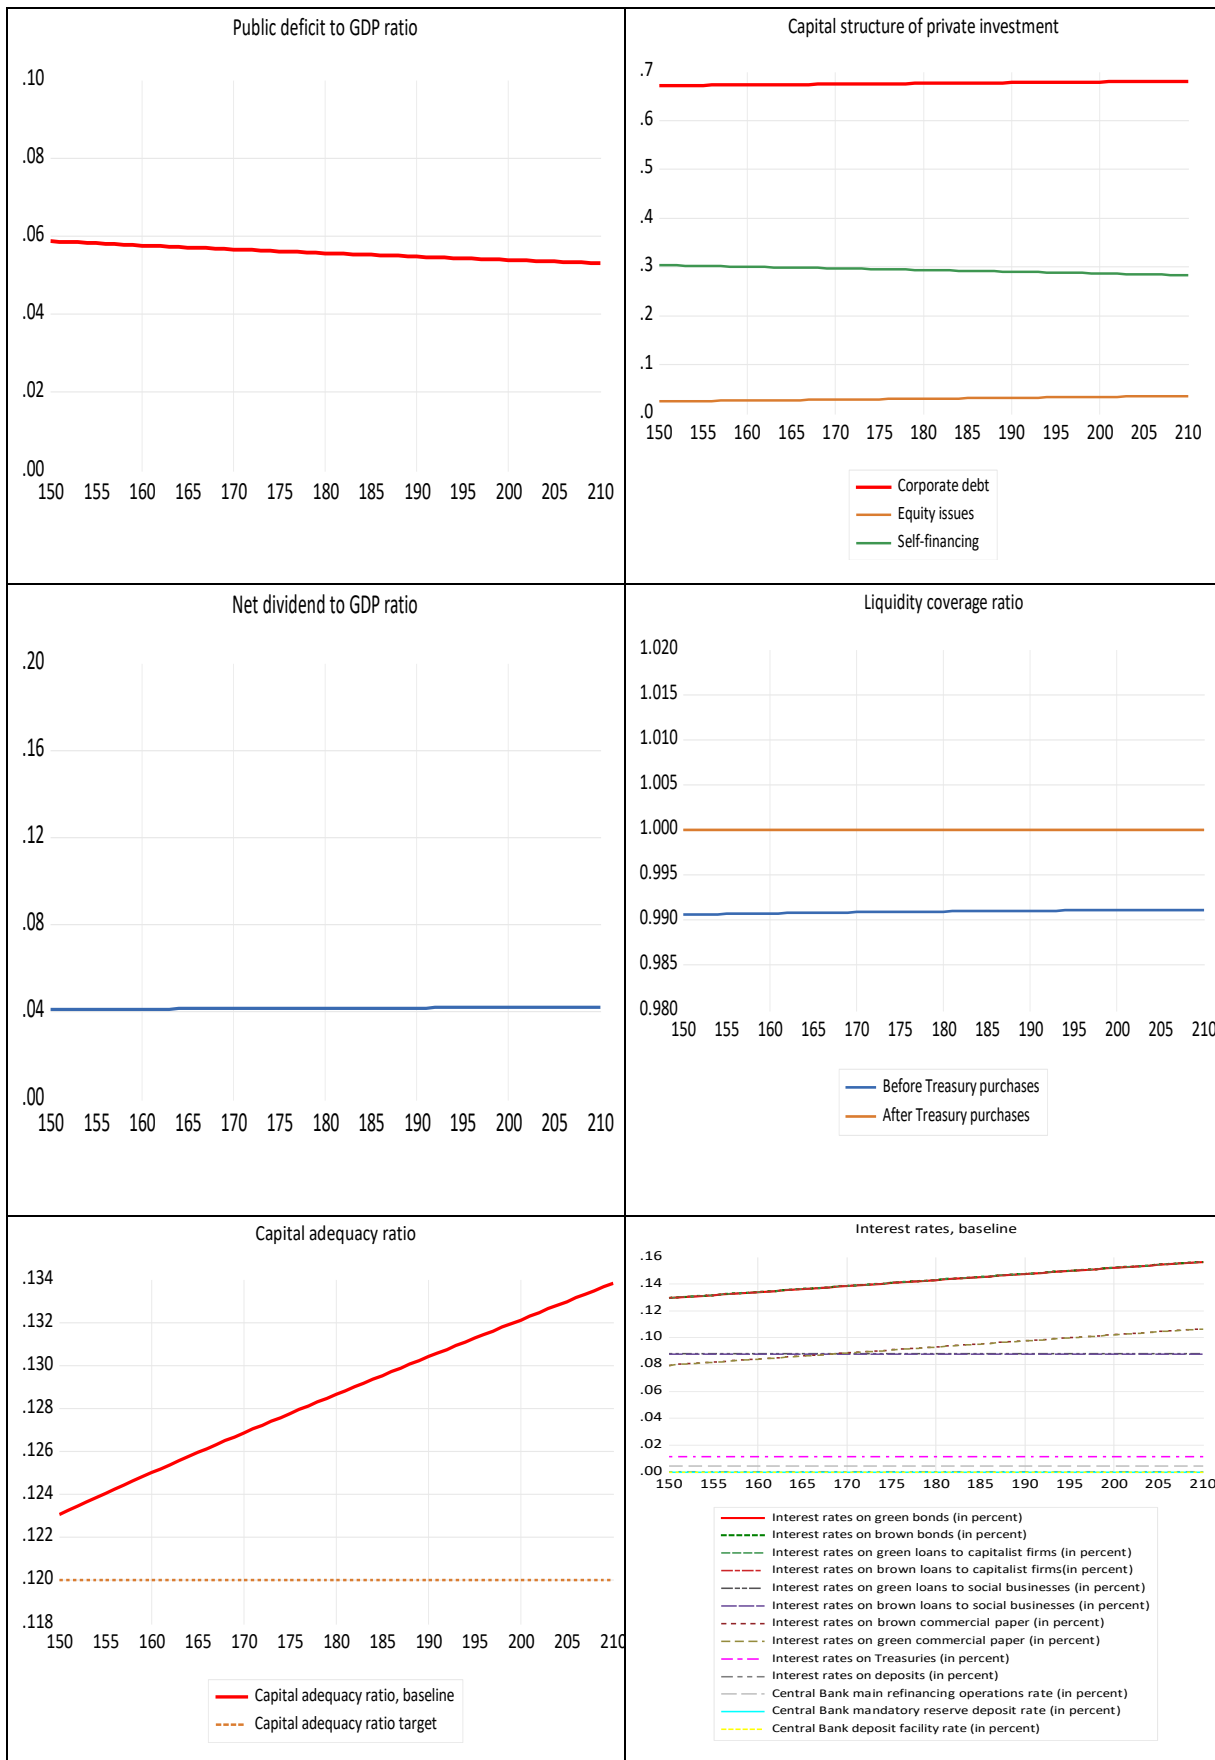 Public deficit to GDP ratio
.10
.08
.06
.04
.02
.00
150 155 160 165 170 175 180 185 190 195 200 205 210
Capital structure of private investment
.7
.6
.5
.4
.3
.2
.1
.0
150 155 160 165 170 175 180 185 190 195 200 205 210
Corporate debt
Equity issues
Self-financing
Net dividend to GDP ratio
.20
.16
.12
.08
.04
.00
150 155 160 165 170 175 180 185 190 195 200 205 210
Liquidity coverage ratio
1.020
1.015
1.010
1.005
1.000
0.995
0.990
0.985
0.980
150 155 160 165 170 175 180 185 190 195 200 205 210
Before Treasury purchases
After Treasury purchases
Capital adequacy ratio
.134
.132
.130
.128
.126
.124
.122
.120
.118
150 155 160 165 170 175 180 185 190 195 200 205 210
Capital adequacy ratio, baseline
Capital adequacy ratio target
Interest rates, baseline
.16
.14
.12
.10
.08
.06
.04
.02
.00
150 155 160 165 170 175 180 185 190 195 200 205 210
Interest rates on green bonds (in percent)
Interest rates on brown bonds (in percent)
Interest rates on green loans to capitalist firms (in percent)
Interest rates on brown loans to capitalist firms(in percent)
Interest rates on green loans to social businesses (in percent)
Interest rates on brown loans to social businesses (in percent)
Interest rates on brown commercial paper (in percent)
Interest rates on green commercial paper (in percent)
Interest rates on Treasuries (in percent)
Interest rates on deposits (in percent)
Central Bank main refinancing operations rate (in percent)
Central Bank mandatory reserve deposit rate (in percent)
Central Bank deposit facility rate (in percent)